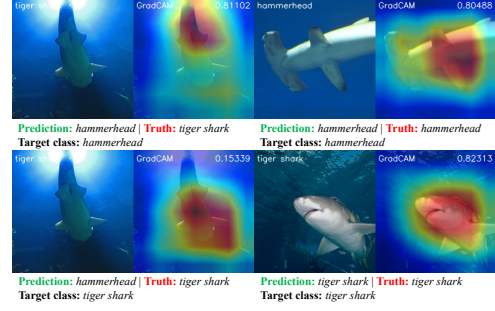 tiger sh GradCAM 0.81102 hammerhead GradCAM 0.80488
Prediction: hammerhead | Truth: tiger shark Prediction: hammerhead | Truth: hammerhead
Target class: hammerhead Target class: hammerhead
tiger shark GradCAM 0.15339 tiger shark GradCAM 0.82313
Prediction: hammerhead | Truth: tiger shark Prediction: tiger shark | Truth: tiger shark
Target class: tiger shark Target class: tiger shark